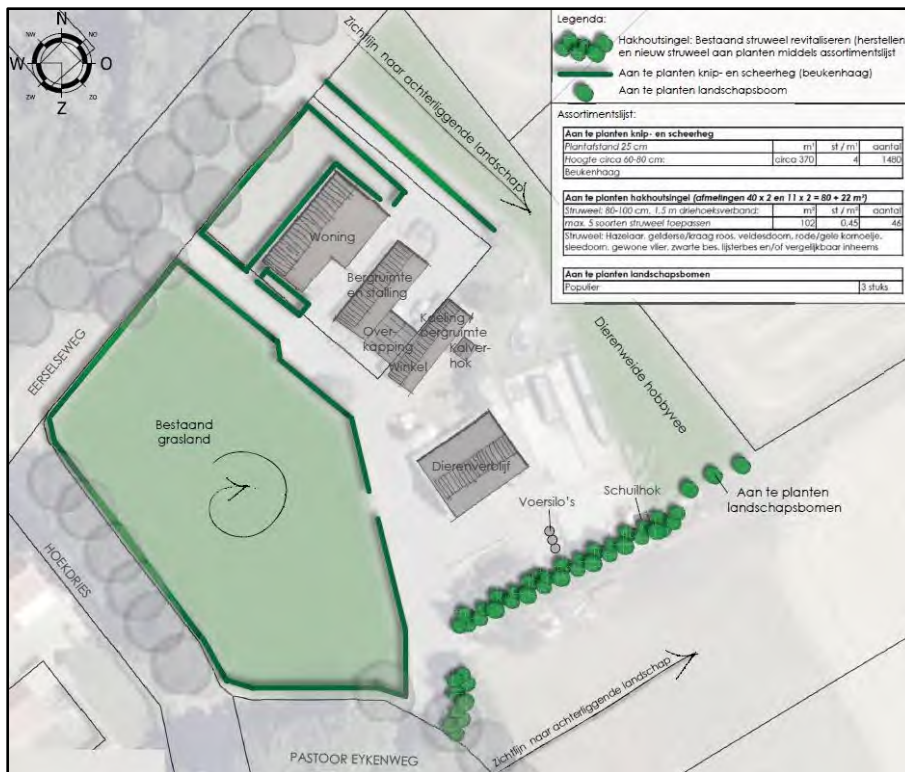 N
NW
NO
W
O
ZW
ZO
Z
Legenda:
Hakhoutsingel: Bestaand struweel revitaliseren (herstellen)
en nieuw struweel aan planten middels assortimentslijst
Aan te planten knip- en scheerheg (beukenhaag)
Aan te planten landschapsboom
Assortimentslijst:
Aan te planten knip- en scheerheg
Plantafstand 25 cm m¹ st / m¹ aantal
Hoogte circa 60-80 cm: circa 370 4 1480
Beukenhaag
Aan te planten hakhoutsingel (afmelingen 40 x 2 en 11 x 2 = 80 + 22 m²)
Struweel: 80-100 cm, 1.5 m driehoeksverband: m² st / m² aantal
max. 5 soorten struweel toepassen 102 0,45 46
Struweel: Hazelaar, gelderse/kraag roos, veldesdoorn, rode/gele kornoelje,
sleedoorn, gewone vlier, zwarte bes, lijsterbes en/of vergelijkbaar inheems
Aan te planten landschapsbomen
Populier 3 stuks
Zichtlijn naar achterliggende landschap
Woning
Bergruimte
en stalling
Koeling /
bergruimte
Over-
kapping
Kalver-
hok
Winkel
EERSELSEWEG
Dierenweide hobbyvee
Bestaand
grasland
Dierenverblijf
Voersilo's
Schuilhok
Aan te planten
landschapsbomen
HOEKDRIES
Zichtlijn naar achterliggende landschap
PASTOOR EYKENWEG